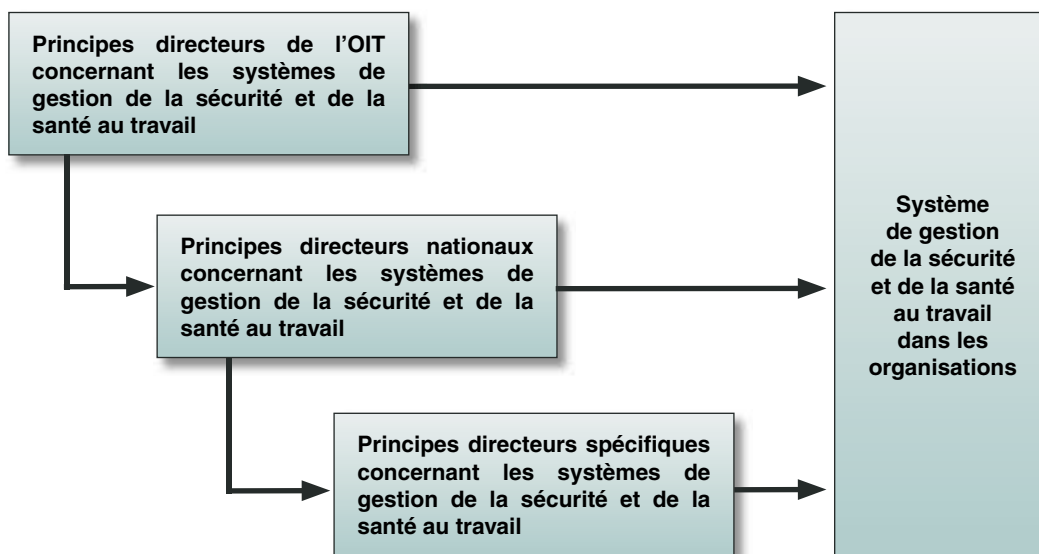 Principes directeurs de l’OIT
concernant les systèmes de
gestion de la sécurité et de la
santé au travail
Principes directeurs nationaux
concernant les systèmes de
gestion de la sécurité et de la
santé au travail
Principes directeurs spécifiques
concernant les systèmes de
gestion de la sécurité et de la
santé au travail
Système
de gestion
de la sécurité
et de la santé
au travail
dans les
organisations